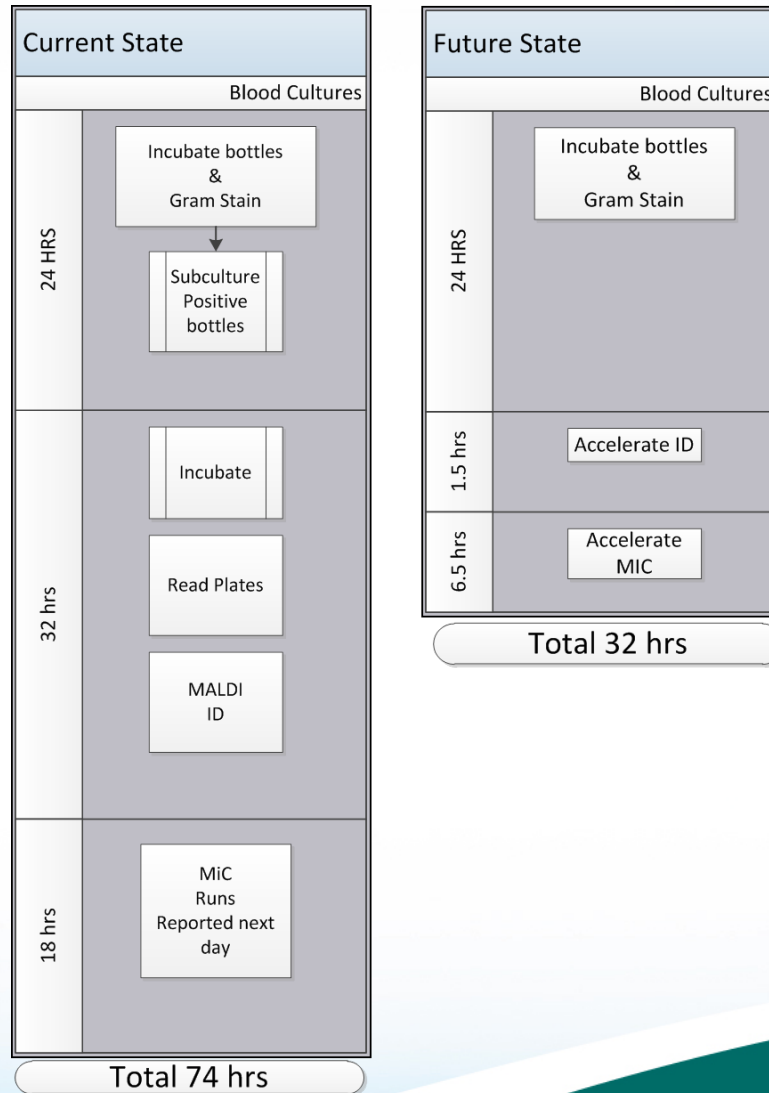 Current State
Blood Cultures
24 HRS
Incubate bottles
&
Gram Stain
Subculture
Positive
bottles
32 hrs
Incubate
Read Plates
MALDI
ID
18 hrs
MiC
Runs
Reported next
day
Total 74 hrs
Future State
Blood Cultures
24 HRS
Incubate bottles
&
Gram Stain
1.5 hrs
Accelerate ID
6.5 hrs
Accelerate
MIC
Total 32 hrs